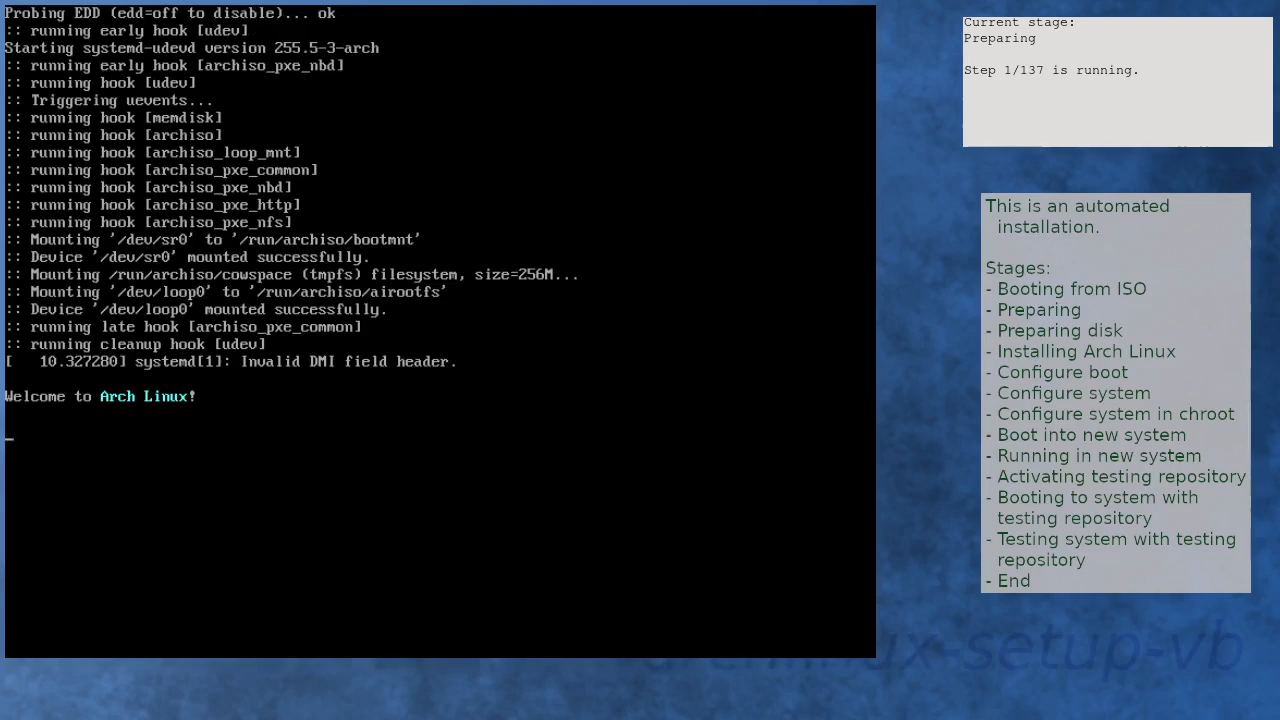 Probing EDD (edd=off to disable)... ok
:: running early hook [udev]
Starting systemd-udevd version 255.5-3-arch
:: running early hook [archiso_pxe_nbd]
:: running hook [udev]
:: Triggering uevents...
:: running hook [memdisk]
:: running hook [archiso]
:: running hook [archiso_loop_mnt]
:: running hook [archiso_pxe_common]
:: running hook [archiso_pxe_nbd]
:: running hook [archiso_pxe_http]
:: running hook [archiso_pxe_nfs]
:: Mounting '/dev/sr0' to '/run/archiso/bootmnt'
:: Device '/dev/sr0' mounted successfully.
:: Mounting /run/archiso/cowspace (tmpfs) filesystem, size=256M...
:: Mounting '/dev/loop0' to '/run/archiso/airootfs'
:: Device '/dev/loop0' mounted successfully.
:: running late hook [archiso_pxe_common]
:: running cleanup hook [udev]
[   10.327280] systemd[1]: Invalid DMI field header.
Welcome to Arch Linux!
Current stage:
Preparing
Step 1/137 is running.
This is an automated
installation.
Stages:
- Booting from ISO
- Preparing
- Preparing disk
- Installing Arch Linux
- Configure boot
- Configure system
- Configure system in chroot
- Boot into new system
- Running in new system
- Activating testing repository
- Booting to system with
testing repository
- Testing system with testing
repository
- End